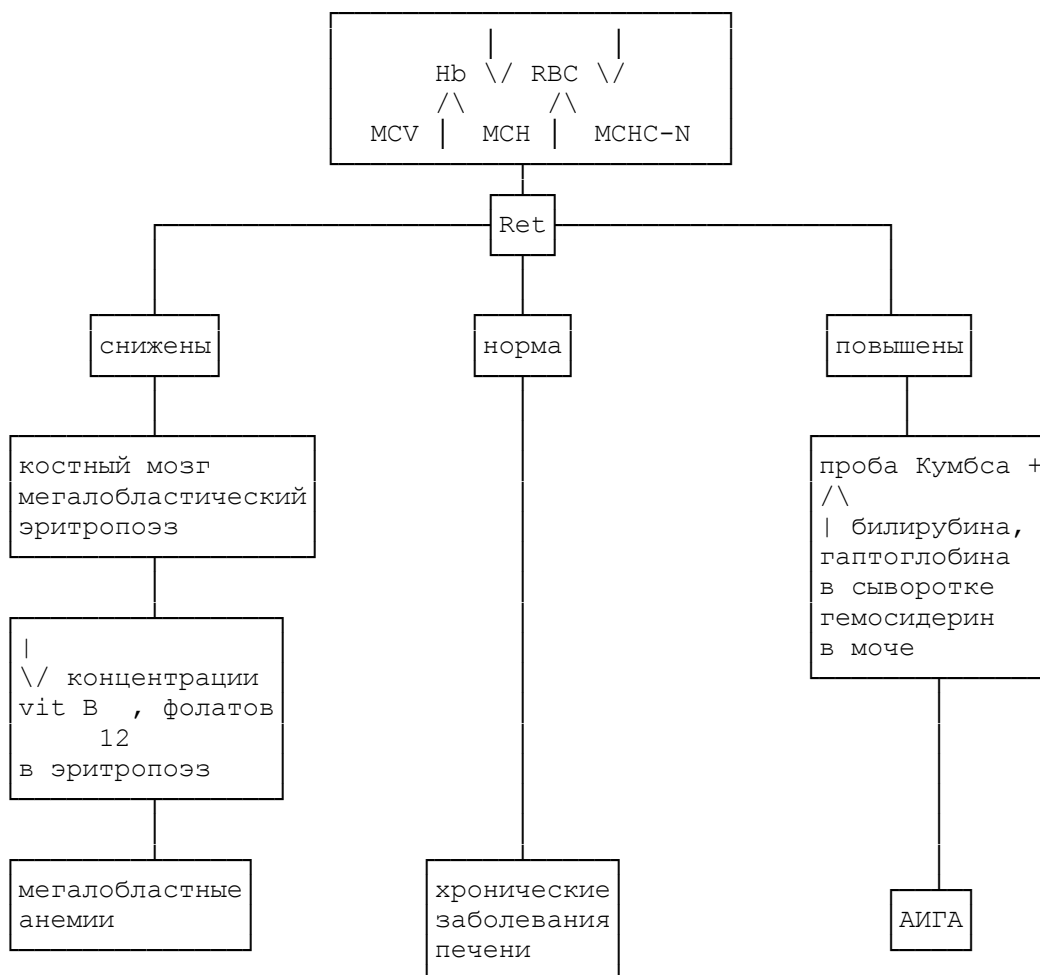 |       |
Hb \/ RBC \/
/\      /\
MCV |  MCH |  MCHC-N
Ret
снижены
норма
повышены
костный мозг
мегалобластический
эритропоэз
проба Кумбса +
/\
| билирубина,
гаптоглобина
в сыворотке
гемосидерин
в моче
|
\/ концентрации
vit B  , фолатов
12
в эритропоэз
мегалобластные
анемии
хронические
заболевания
печени
АИГА